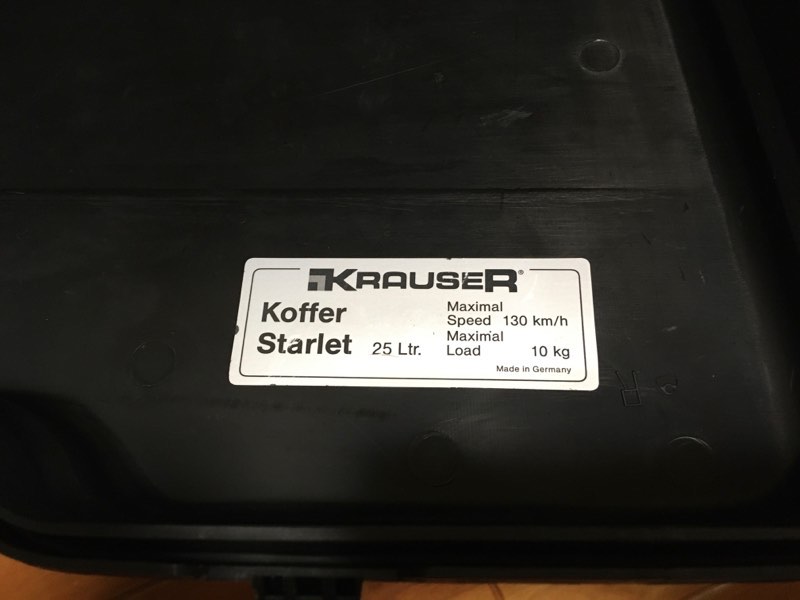 KRAUSER®
Koffer
Starlet 25 Ltr.
Maximal
Speed 130 km/h
Maximal
Load 10 kg
Made in Germany
R